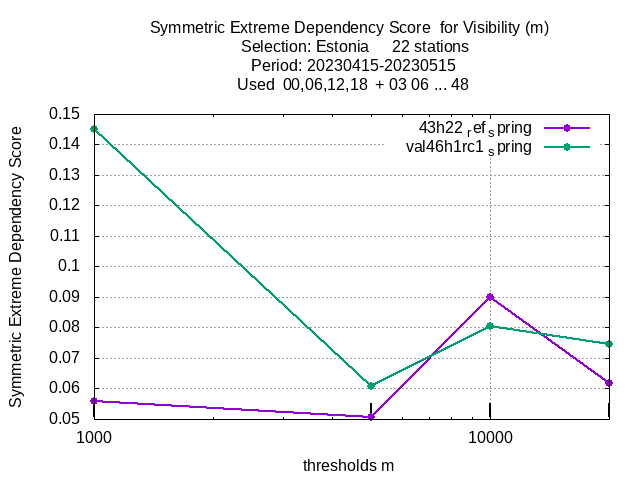 Symmetric Extreme Dependency Score for Visibility (m)
Selection: Estonia 22 stations
Period: 20230415-20230515
Used 00,06,12,18 + 03 06 ... 48
0.15
0.14
0.13
0.12
0.11
0.1
0.09
0.08
0.07
0.06
0.05
Symmetric Extreme Dependency Score
43h22 ref spring
val46h1rc1 spring
1000
10000
thresholds m